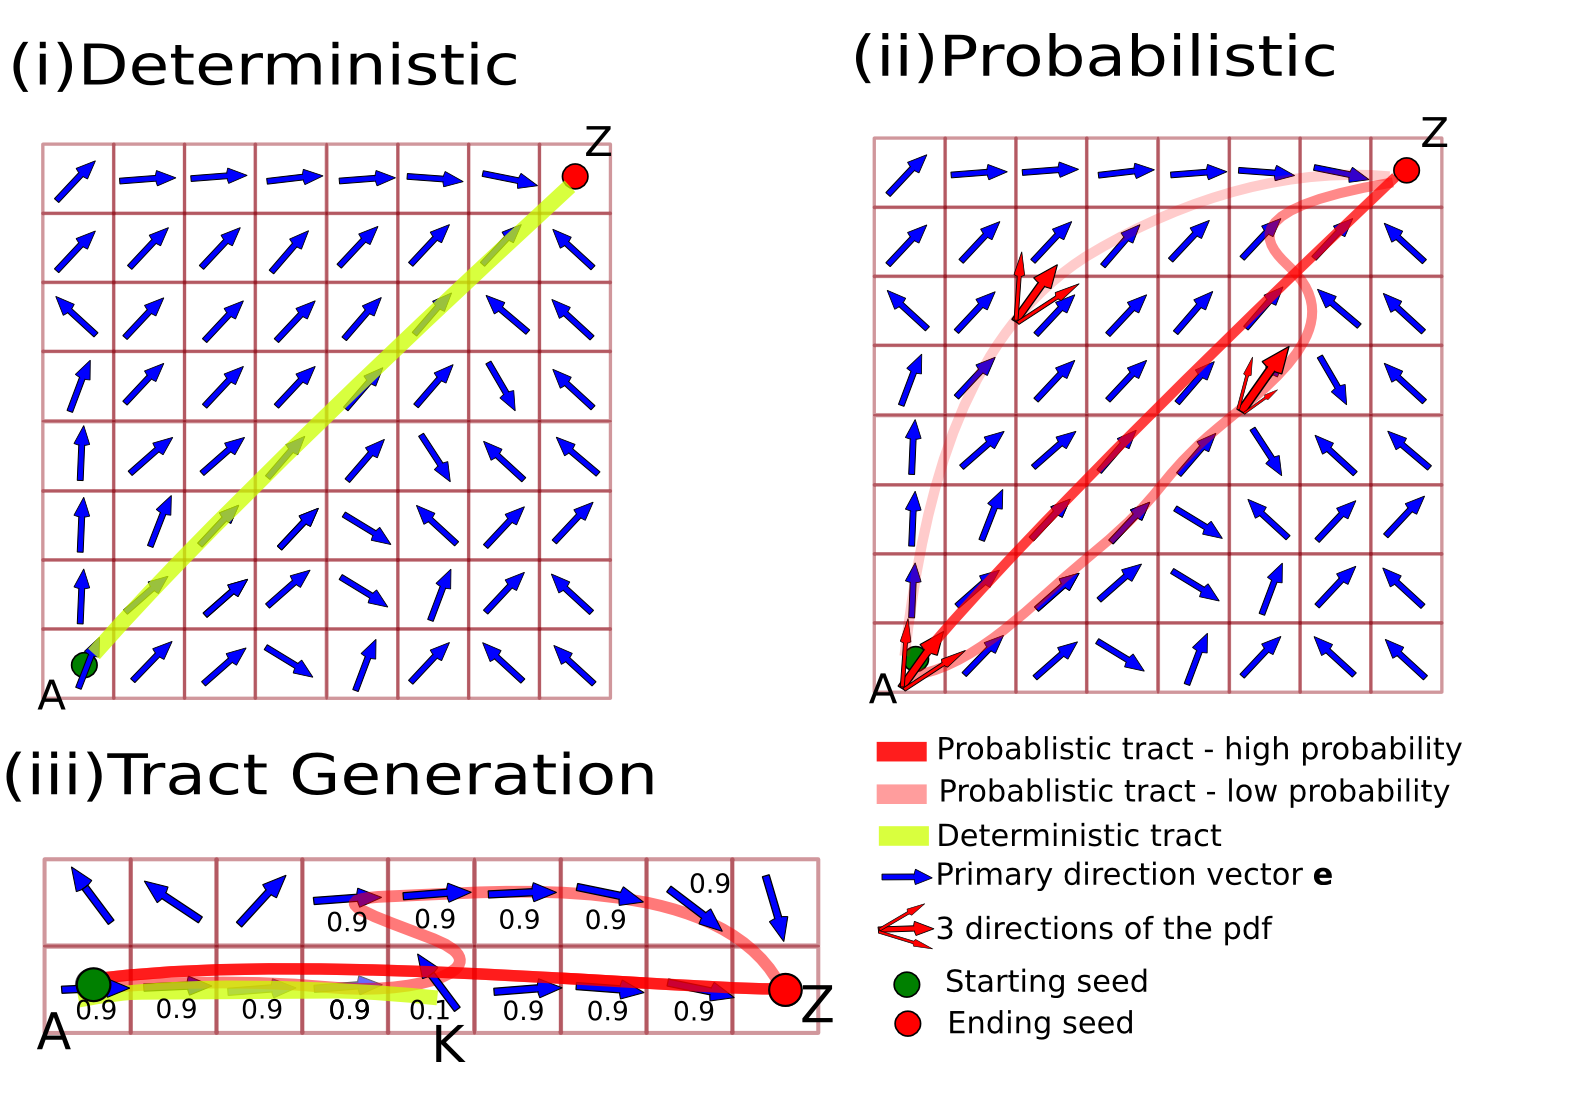 (i)Deterministic
(ii)Probabilistic
Z
Z
A
A
(iii)Tract Generation
Probablistic tract - high probability
Probablistic tract - low probability
Deterministic tract
Primary direction vector e
3 directions of the pdf
Starting seed
Ending seed
0.9
0.9 0.9 0.9 0.9
0.9 0.9 0.9 0.9 0.1 0.9 0.9 0.9
A
K
Z